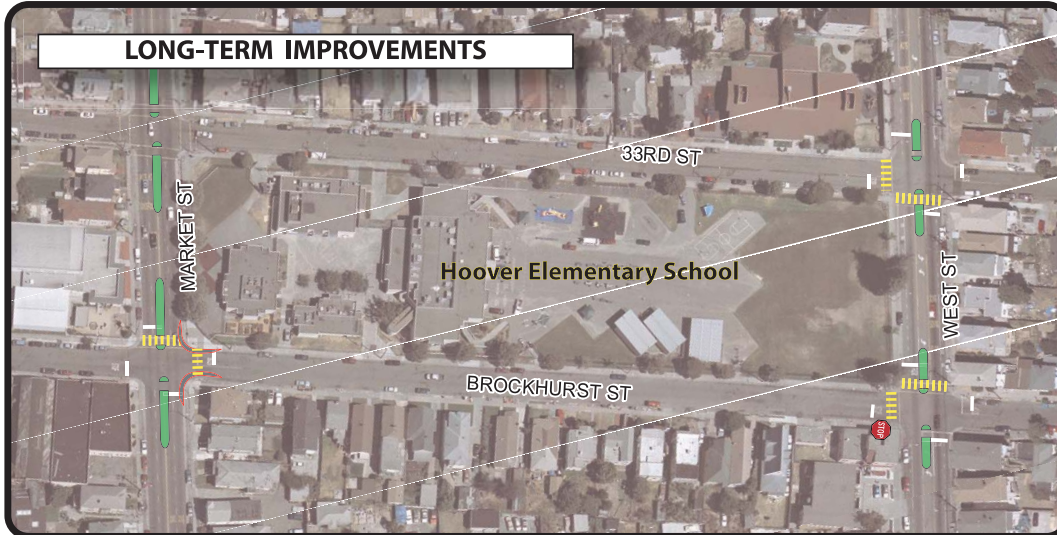 LONG-TERM IMPROVEMENTS
33RD ST
MARKET ST
Hoover Elementary School
WEST ST
BROCKHURST ST
STOP